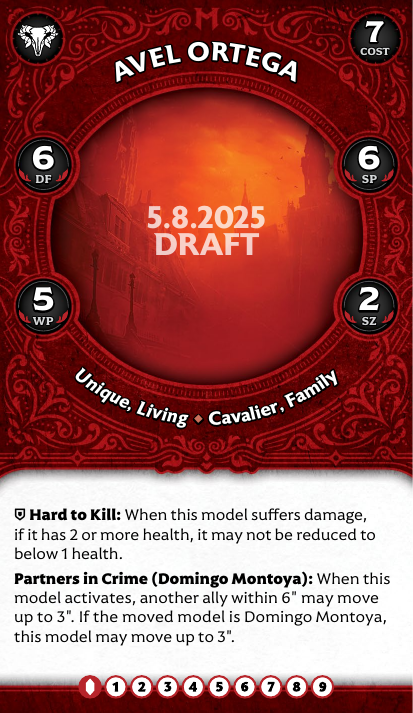 AVEL ORTEGA
7
COST
6
DF
6
SP
5.8.2025
DRAFT
5
WP
2
SZ
Unique, Living ♦ Cavalier, Family
Hard to Kill: When this model suffers damage,
if it has 2 or more health, it may not be reduced to
below 1 health.
Partners in Crime (Domingo Montoya): When this
model activates, another ally within 6" may move
up to 3". If the moved model is Domingo Montoya,
this model may move up to 3".
1 2 3 4 5 6 7 8 9